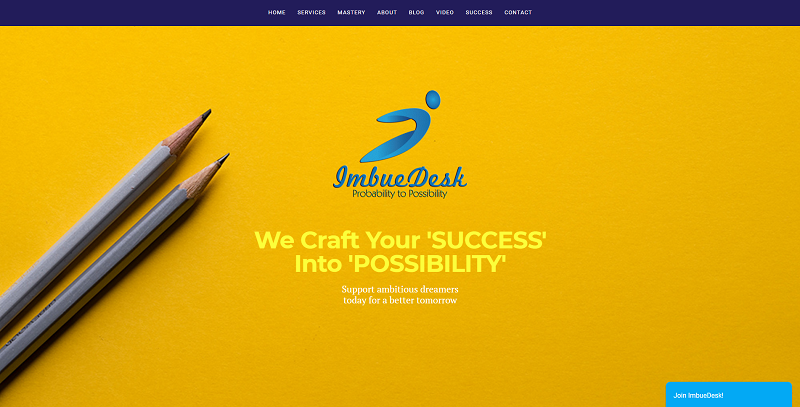 HOME SERVICES MASTERY ABOUT BLOG VIDEO SUCCESS CONTACT
ImbueDesk
Probability to Possibility
We Craft Your 'SUCCESS'
Into 'POSSIBILITY'
Support ambitious dreamers
today for a better tomorrow
Join ImbueDesk!